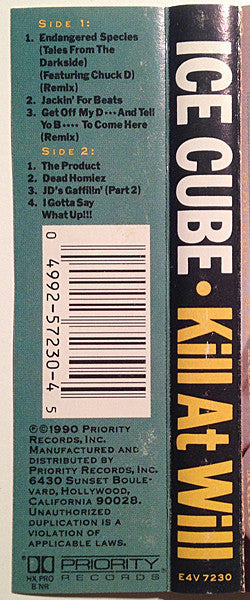 SIDE 1:
1. Endangered Species
(Tales From The
Darkside)
(Featuring Chuck D)
(Remix)
2. Jackin' For Beats
3. Get Off My D••• And Tell
Yo B•••• To Come Here
(Remix)
SIDE 2:
1. The Product
2. Dead Homiez
3. JD's Gaffilin' (Part 2)
4. I Gotta Say
What Up!!!
0 4992-57230-4 5
℗©1990 PRIORITY
RECORDS, INC.
MANUFACTURED AND
DISTRIBUTED BY
PRIORITY RECORDS, INC.
6430 SUNSET BOULE-
VARD, HOLLYWOOD,
CALIFORNIA 90028.
UNAUTHORIZED
DUPLICATION IS A
VIOLATION OF
APPLICABLE LAWS.
HX PRO
B NR
PRIORITY
RECORDS
ICE CUBE • Kill At Will
E4V 7230